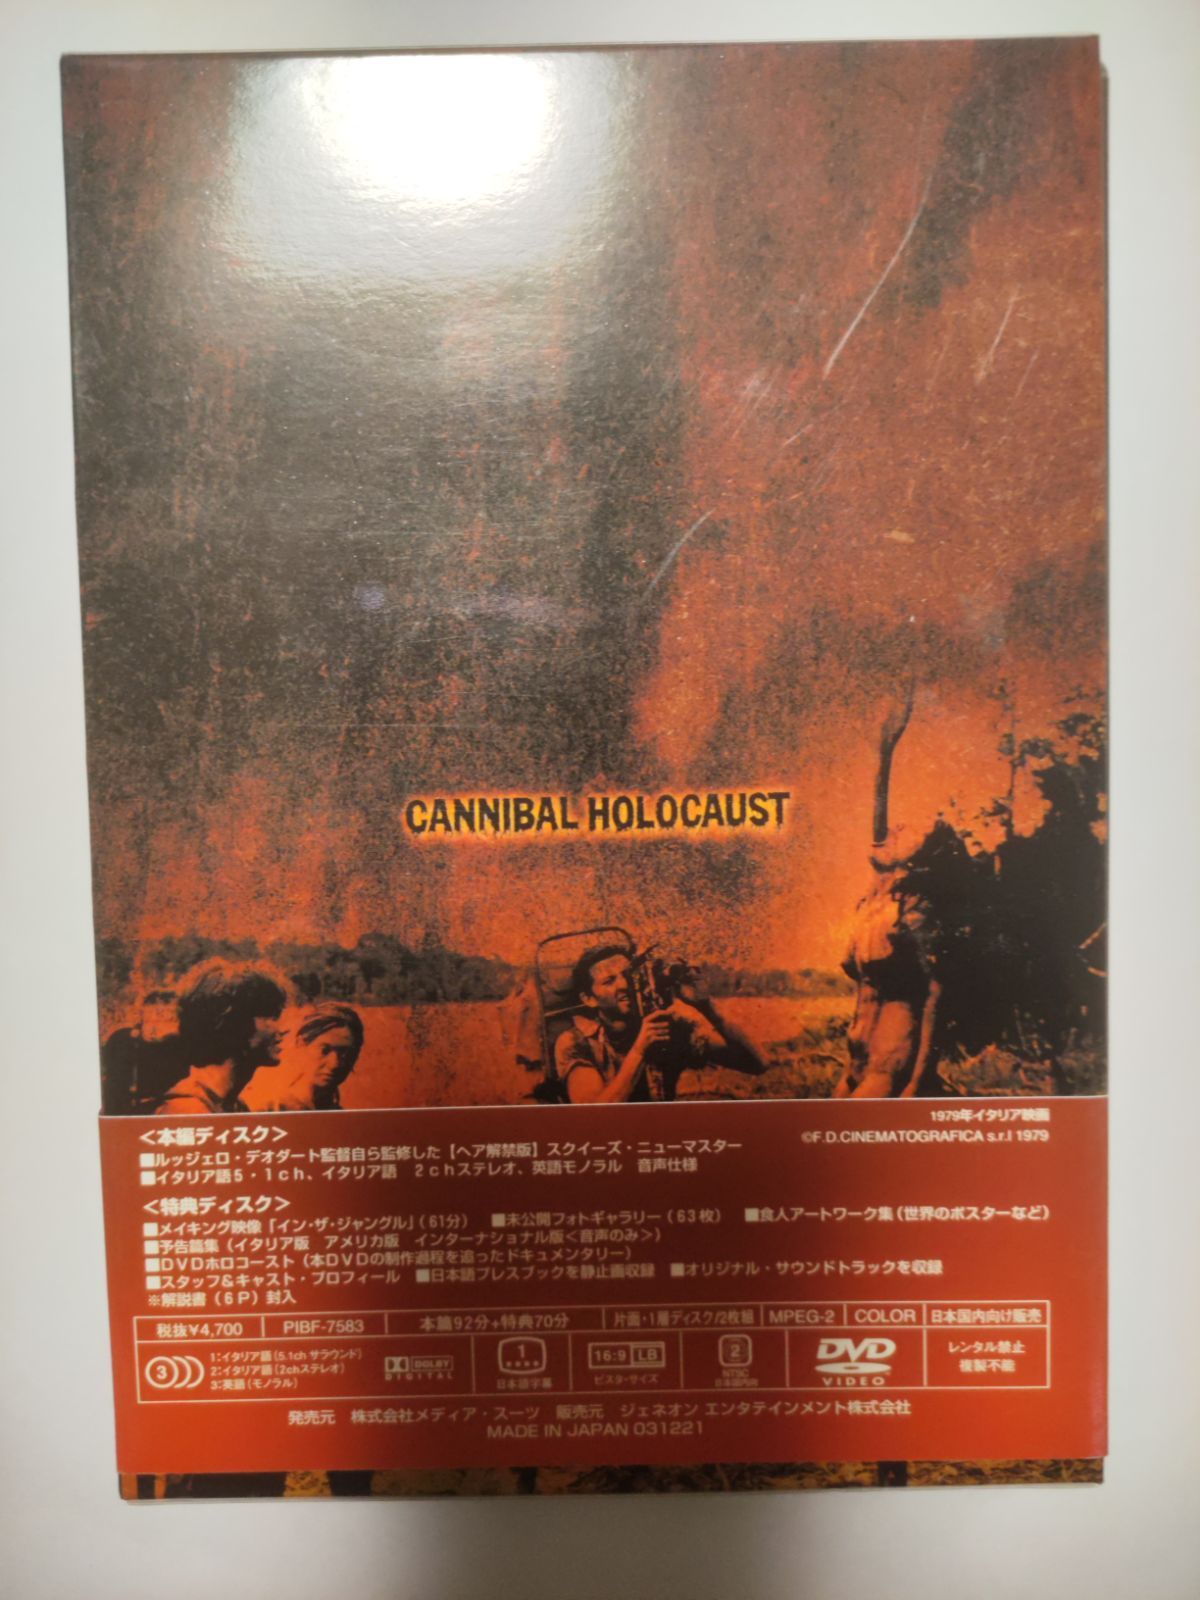 CANNIBAL HOLOCAUST
1979年イタリア映画
©F.D.CINEMATOGRAFICA s.r.l 1979
<本編ディスク>
■ルッジェロ・デオダート監督自ら監修した【ヘア解禁版】スクイーズ・ニューマスター
■イタリア語5・1ch、イタリア語 2chステレオ、英語モノラル 音声仕様
<特典ディスク>
■メイキング映像「イン・ザ・ジャングル」(61分) ■未公開フォトギャラリー(63枚) ■食人アートワーク集(世界のポスターなど)
■予告篇集(イタリア版 アメリカ版 インターナショナル版<音声のみ>)
■DVDホロコースト(本DVDの制作過程を追ったドキュメンタリー)
■スタッフ&キャスト・プロフィール ■日本語プレスブックを静止画収録 ■オリジナル・サウンドトラックを収録
※解説書(6P)封入
税抜¥4,700 PIBF-7583 本篇92分+特典70分 片面・1層ディスク/2枚組 MPEG-2 COLOR 日本国内向け販売
3 1:イタリア語(5.1ch サラウンド)
2:イタリア語(2chステレオ)
3:英語(モノラル)
DOLBY DIGITAL
1 日本語字幕
16:9 LB ビスターサイズ
2 NTSC 日本国内向
DVD VIDEO
レンタル禁止
複製不能
発売元 株式会社メディア・スーツ 販売元 ジェネオン エンタテインメント株式会社
MADE IN JAPAN 031221